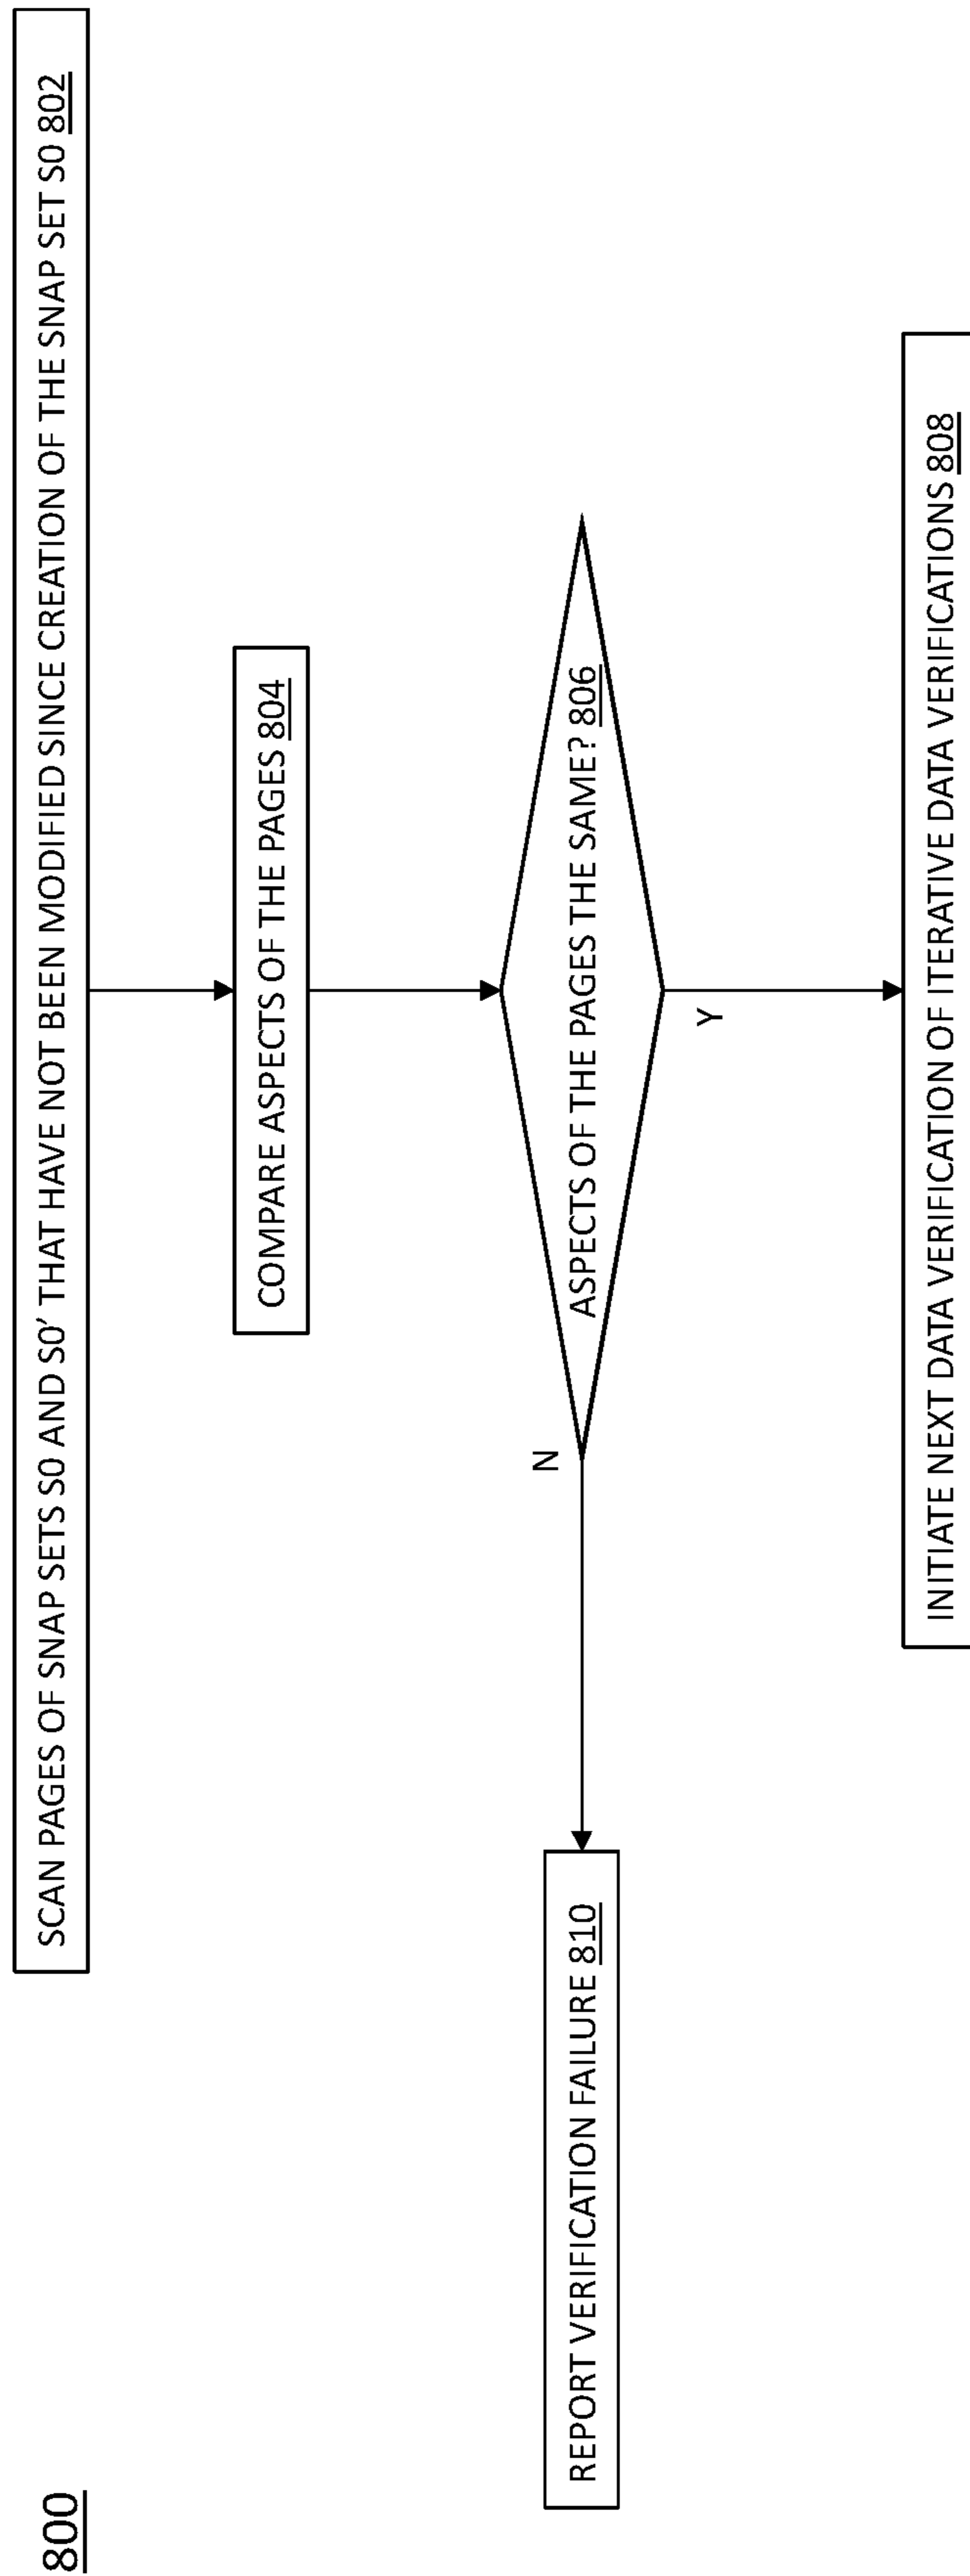 800
SCAN PAGES OF SNAP SETS S0 AND S0’ THAT HAVE NOT BEEN MODIFIED SINCE CREATION OF THE SNAP SET S0 802
COMPARE ASPECTS OF THE PAGES 804
ASPECTS OF THE PAGES THE SAME? 806
N
Y
REPORT VERIFICATION FAILURE 810
INITIATE NEXT DATA VERIFICATION OF ITERATIVE DATA VERIFICATIONS 808